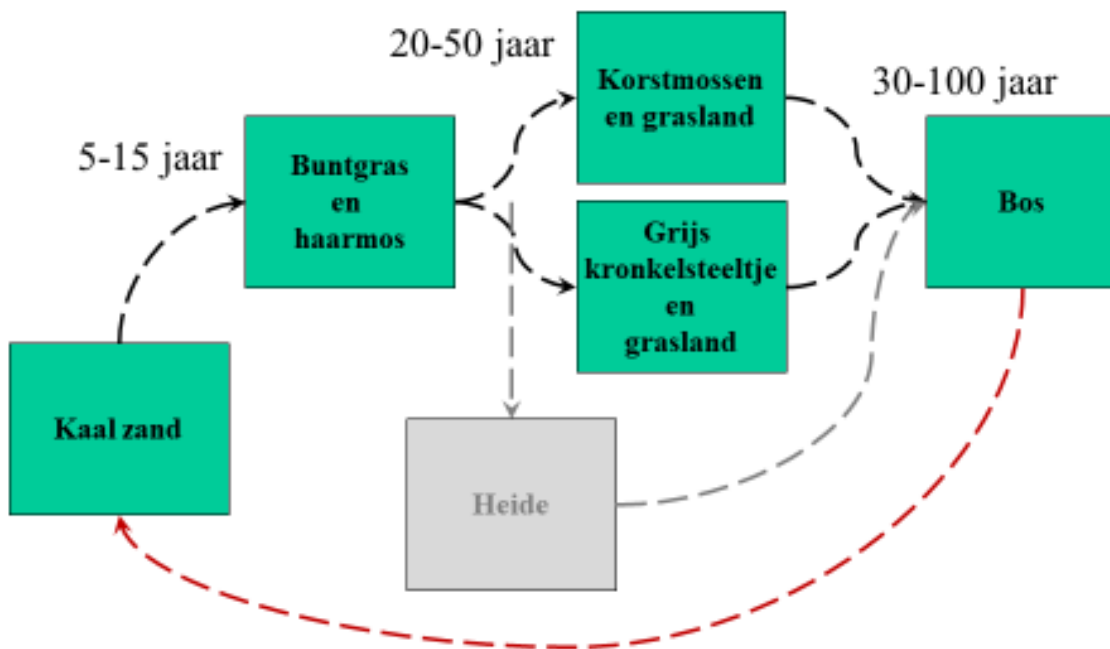 20-50 jaar
Korstmossen
en grasland
30-100 jaar
5-15 jaar
Buntgras
en
haarmos
Bos
Grijs
kronkelsteeltje
en
grasland
Kaal zand
Heide